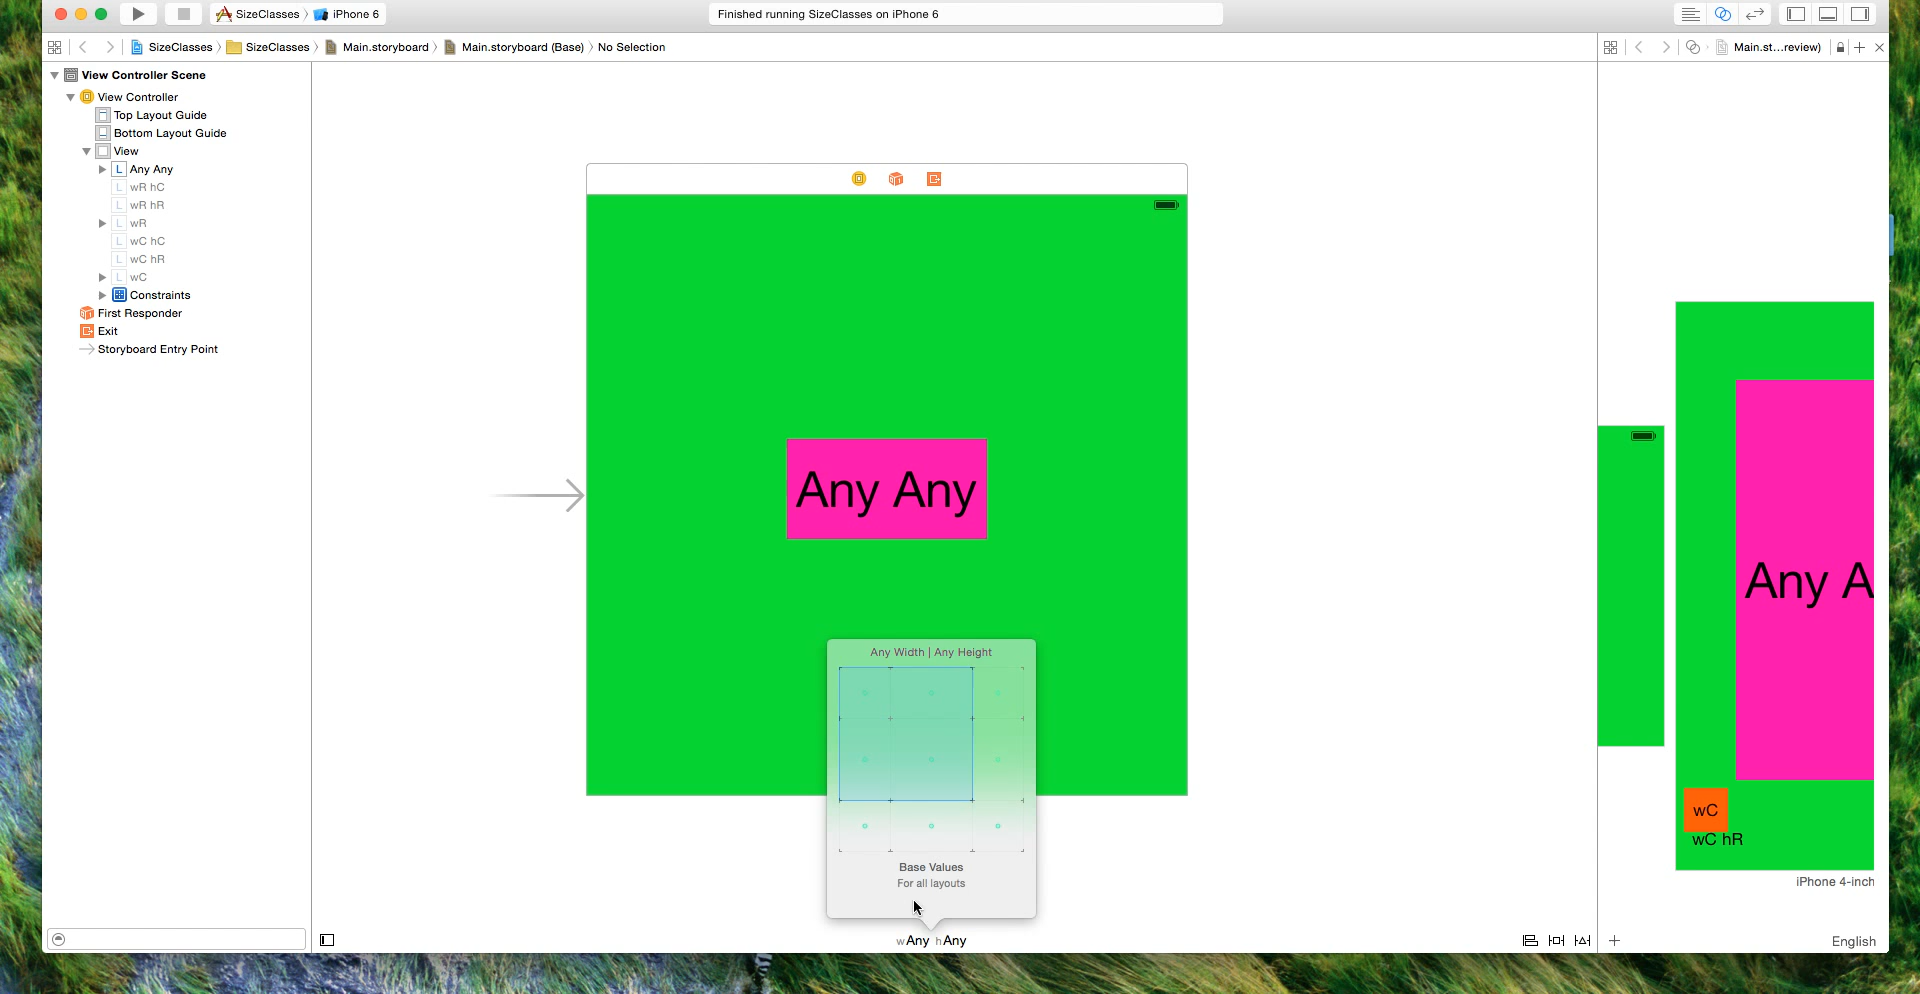 SizeClasses 〉 iPhone 6
Finished running SizeClasses on iPhone 6
SizeClasses 〉 SizeClasses 〉 Main.storyboard 〉 Main.storyboard (Base) 〉 No Selection
Main.st...review)
View Controller Scene
View Controller
Top Layout Guide
Bottom Layout Guide
View
L Any Any
L wR hC
L wR hR
L wR
L wC hC
L wC hR
L wC
Constraints
First Responder
Exit
Storyboard Entry Point
Any Any
Any Width | Any Height
Base Values
For all layouts
wAny hAny
Any A
wC
wC hR
iPhone 4-inch
English